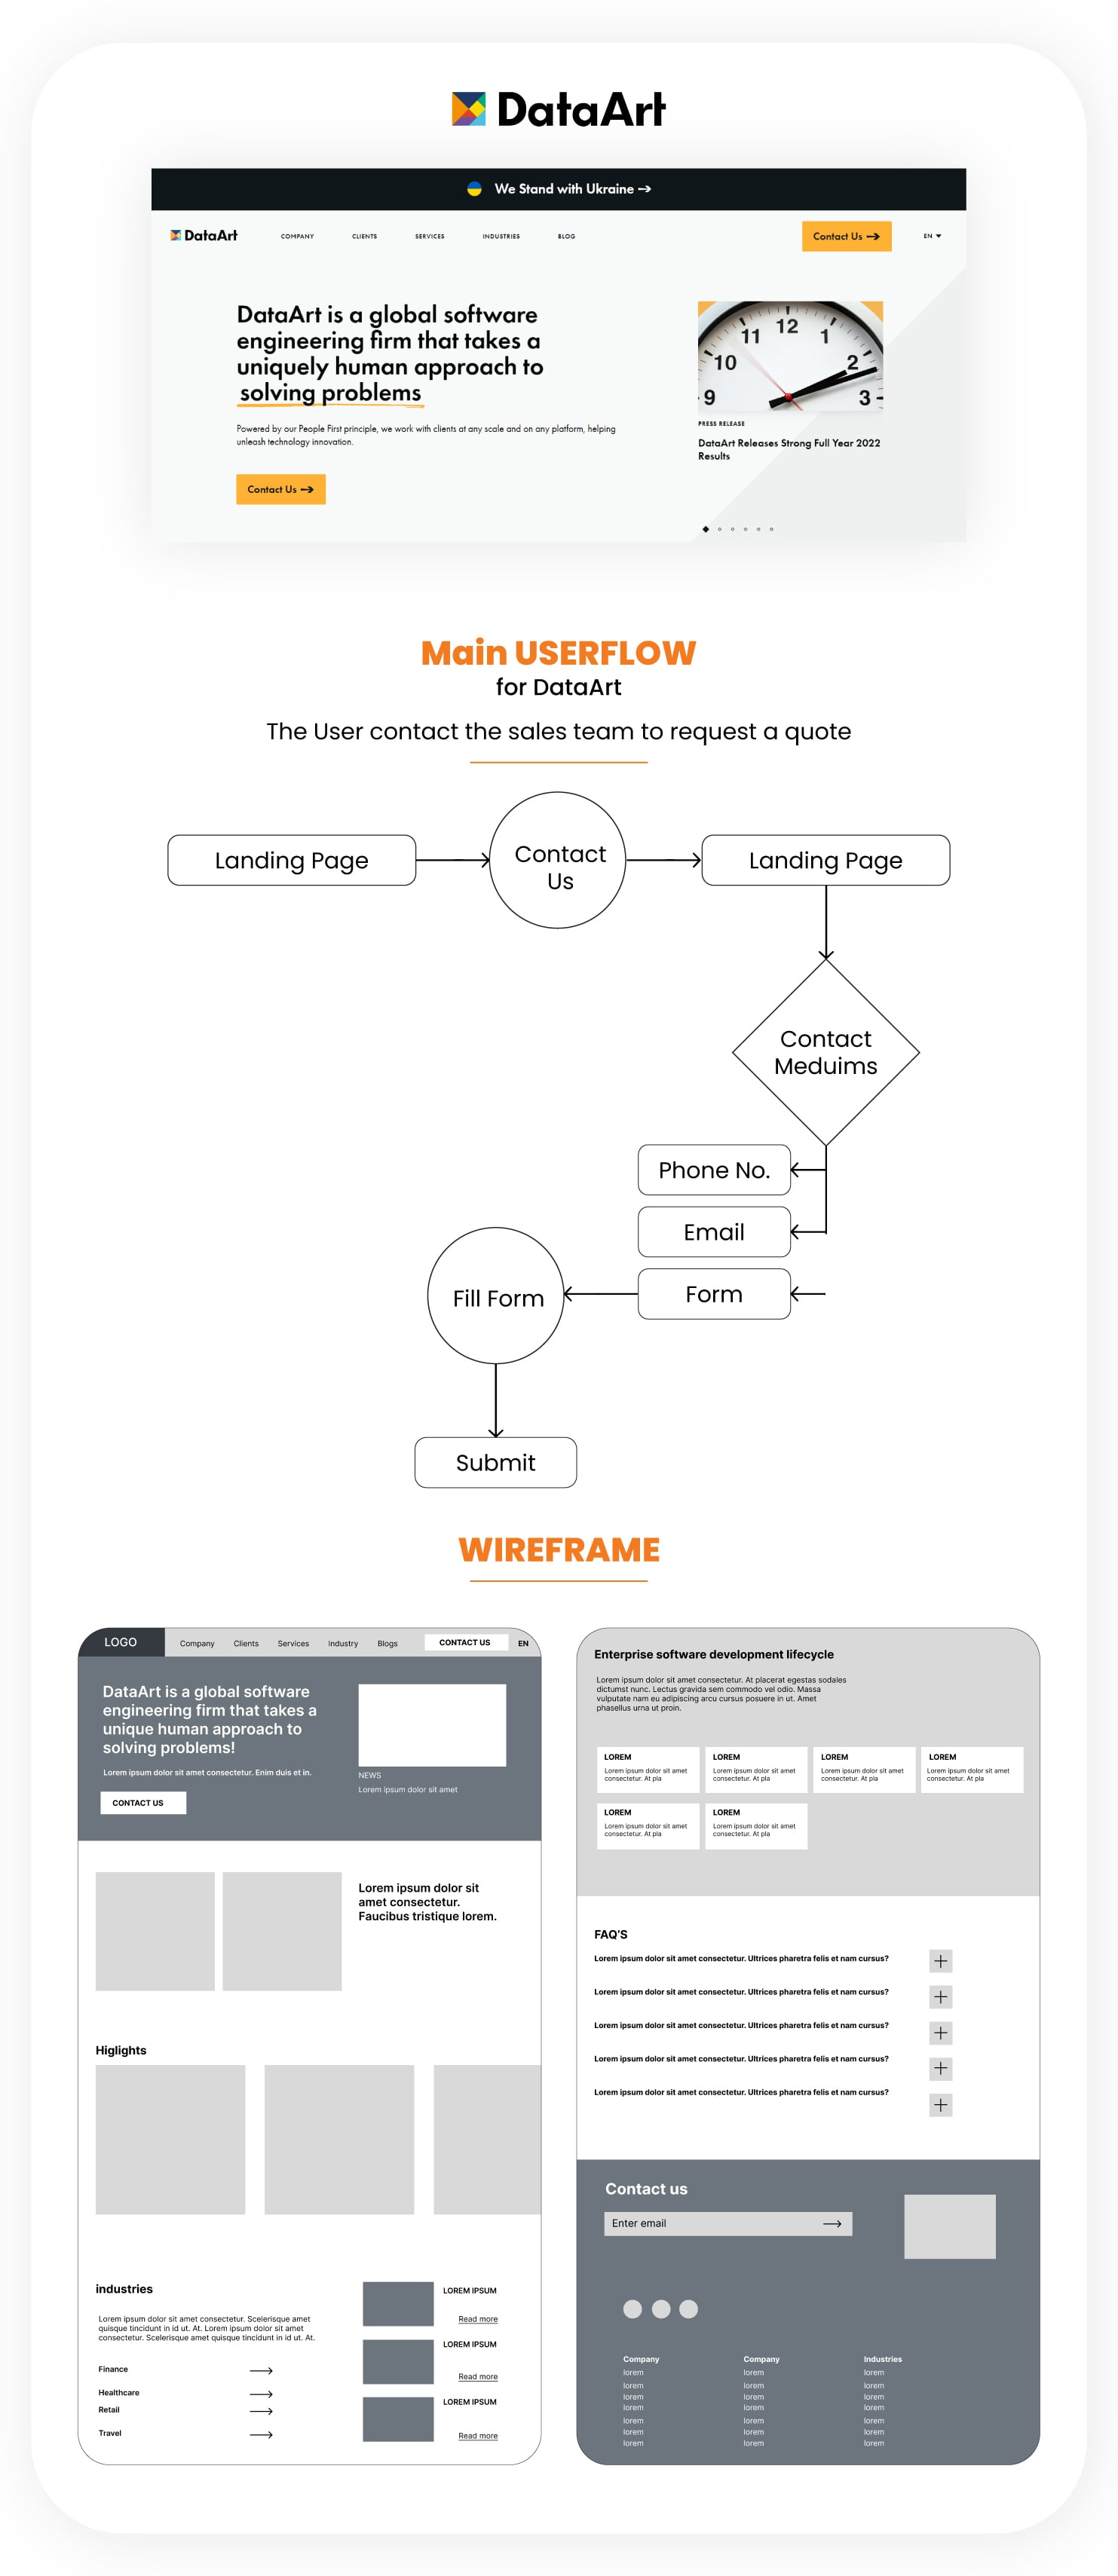 DataArt
We Stand with Ukraine →
DataArt
COMPANY
CLIENTS
SERVICES
INDUSTRIES
BLOG
Contact Us →
EN
DataArt is a global software
engineering firm that takes a
uniquely human approach to
solving problems
Powered by our People First principle, we work with clients at any scale and on any platform, helping
unleash technology innovation.
Contact Us →
9
10
11
12
1
2
3
PRESS RELEASE
DataArt Releases Strong Full Year 2022
Results
Main USERFLOW
for DataArt
The User contact the sales team to request a quote
Landing Page
Contact
Us
Landing Page
Contact
Meduims
Phone No.
Email
Form
Fill Form
Submit
WIREFRAME
LOGO
Company
Clients
Services
Industry
Blogs
CONTACT US
EN
DataArt is a global software
engineering firm that takes a
unique human approach to
solving problems!
Lorem ipsum dolor sit amet consectetur. Enim duis et in.
CONTACT US
NEWS
Lorem ipsum dolor sit amet
Lorem ipsum dolor sit
amet consectetur.
Faucibus tristique lorem.
Higlights
industries
Lorem ipsum dolor sit amet consectetur. Scelerisque amet
quisque tincidunt in id ut. At. Lorem ipsum dolor sit amet
consectetur. Scelerisque amet quisque tincidunt in id ut. At.
Finance
Healthcare
Retail
Travel
LOREM IPSUM
Read more
LOREM IPSUM
Read more
LOREM IPSUM
Read more
Enterprise software development lifecycle
Lorem ipsum dolor sit amet consectetur. At placerat egestas sodales
dictumst nunc. Lectus gravida sem commodo vel odio. Massa
vulputate nam eu adipiscing arcu cursus posuere in ut. Amet
phasellus urna ut proin.
LOREM
Lorem ipsum dolor sit amet
consectetur. At pla
LOREM
Lorem ipsum dolor sit amet
consectetur. At pla
LOREM
Lorem ipsum dolor sit amet
consectetur. At pla
LOREM
Lorem ipsum dolor sit amet
consectetur. At pla
LOREM
Lorem ipsum dolor sit amet
consectetur. At pla
LOREM
Lorem ipsum dolor sit amet
consectetur. At pla
FAQ'S
Lorem ipsum dolor sit amet consectetur. Ultrices pharetra felis et nam cursus?
Lorem ipsum dolor sit amet consectetur. Ultrices pharetra felis et nam cursus?
Lorem ipsum dolor sit amet consectetur. Ultrices pharetra felis et nam cursus?
Lorem ipsum dolor sit amet consectetur. Ultrices pharetra felis et nam cursus?
Lorem ipsum dolor sit amet consectetur. Ultrices pharetra felis et nam cursus?
Contact us
Enter email
Company
lorem
lorem
lorem
lorem
lorem
lorem
lorem
Company
lorem
lorem
lorem
lorem
lorem
lorem
lorem
Industries
lorem
lorem
lorem
lorem
lorem
lorem
lorem